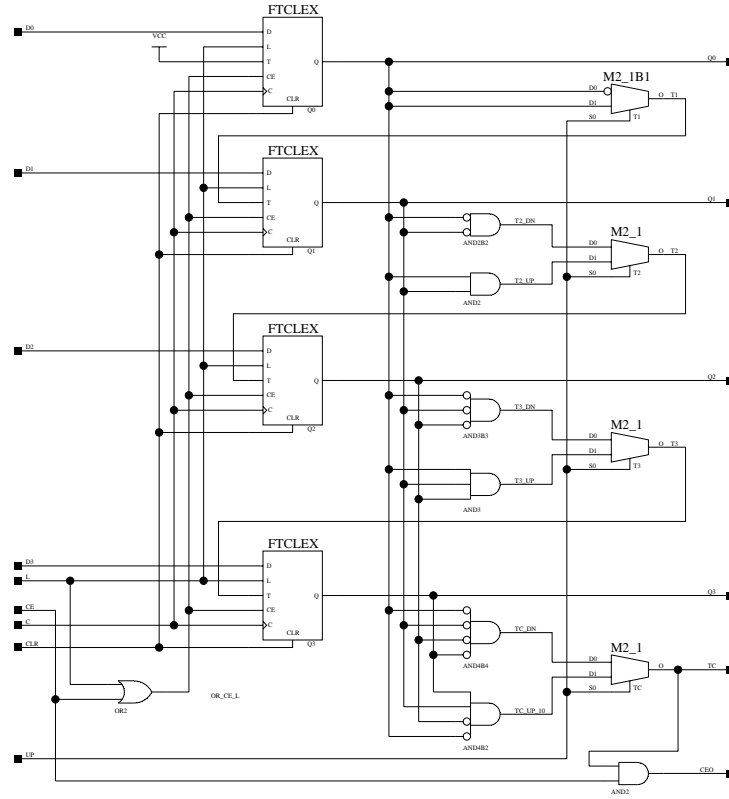 FTCLEX
D0
D
VCC
L
T
Q
Q0
CE
M2_1B1
C
D0
O
T1
CLR
D1
Q0
S0
T1
FTCLEX
D1
D
L
T
Q
Q1
CE
T2_DN
M2_1
C
AND2B2
D0
O
T2
CLR
D1
Q1
T2_UP
S0
T2
AND2
FTCLEX
D2
D
L
T
Q
Q2
CE
T3_DN
M2_1
C
AND3B3
D0
O
T3
CLR
D1
Q2
S0
T3
T3_UP
AND3
FTCLEX
D3
D
L
L
T
Q
Q3
CE
CE
C
C
TC_DN
CLR
CLR
Q3
M2_1
AND4B4
D0
O
TC
D1
S0
TC
OR_CE_L
OR2
TC_UP_10
AND4B2
UP
CEO
AND2